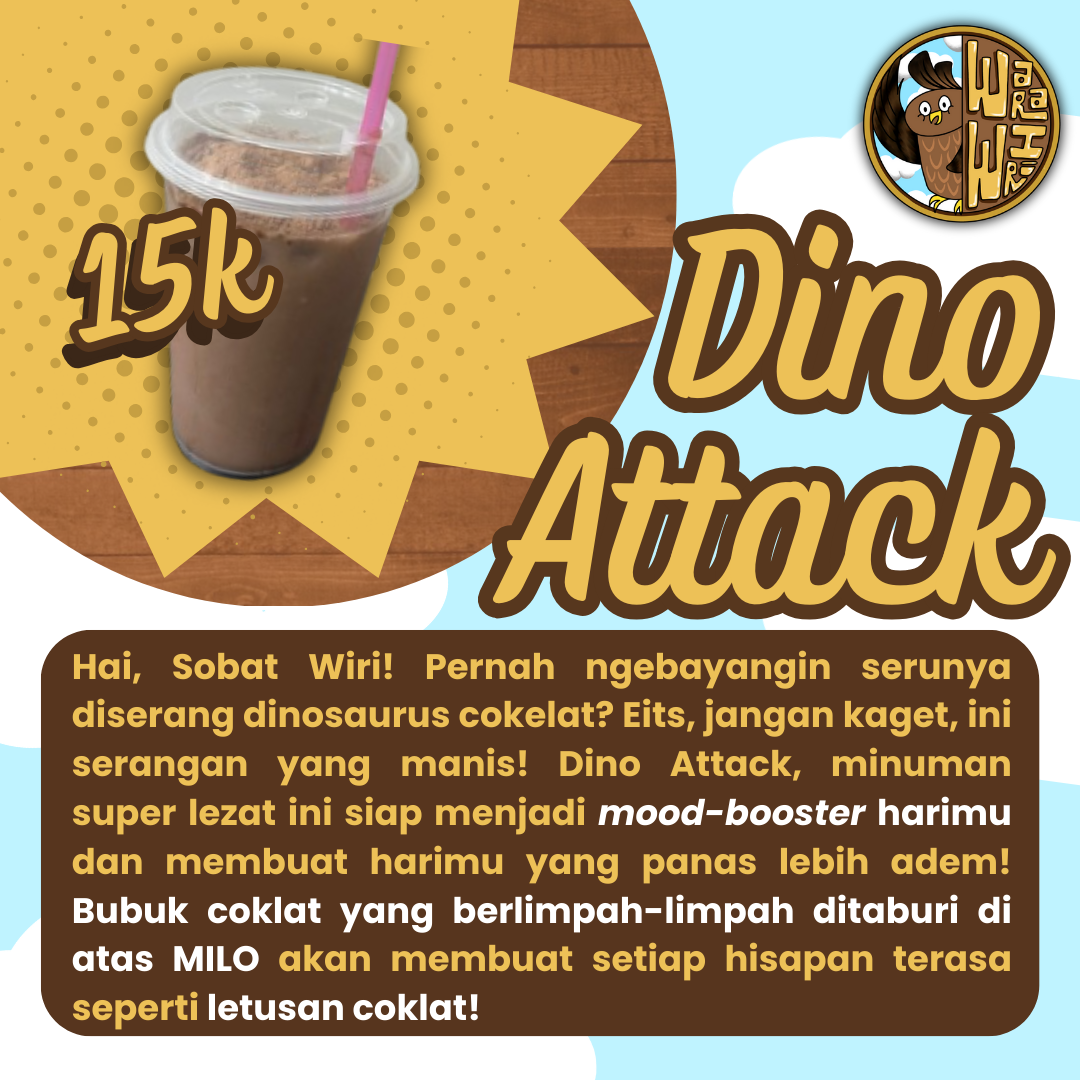 Wara
Wiri
15k
Dino
Attack
Hai, Sobat Wiri! Pernah ngebayangin serunya
diserang dinosaurus cokelat? Eits, jangan kaget, ini
serangan yang manis! Dino Attack, minuman
super lezat ini siap menjadi mood-booster harimu
dan membuat harimu yang panas lebih adem!
Bubuk coklat yang berlimpah-limpah ditaburi di
atas MILO akan membuat setiap hisapan terasa
seperti letusan coklat!